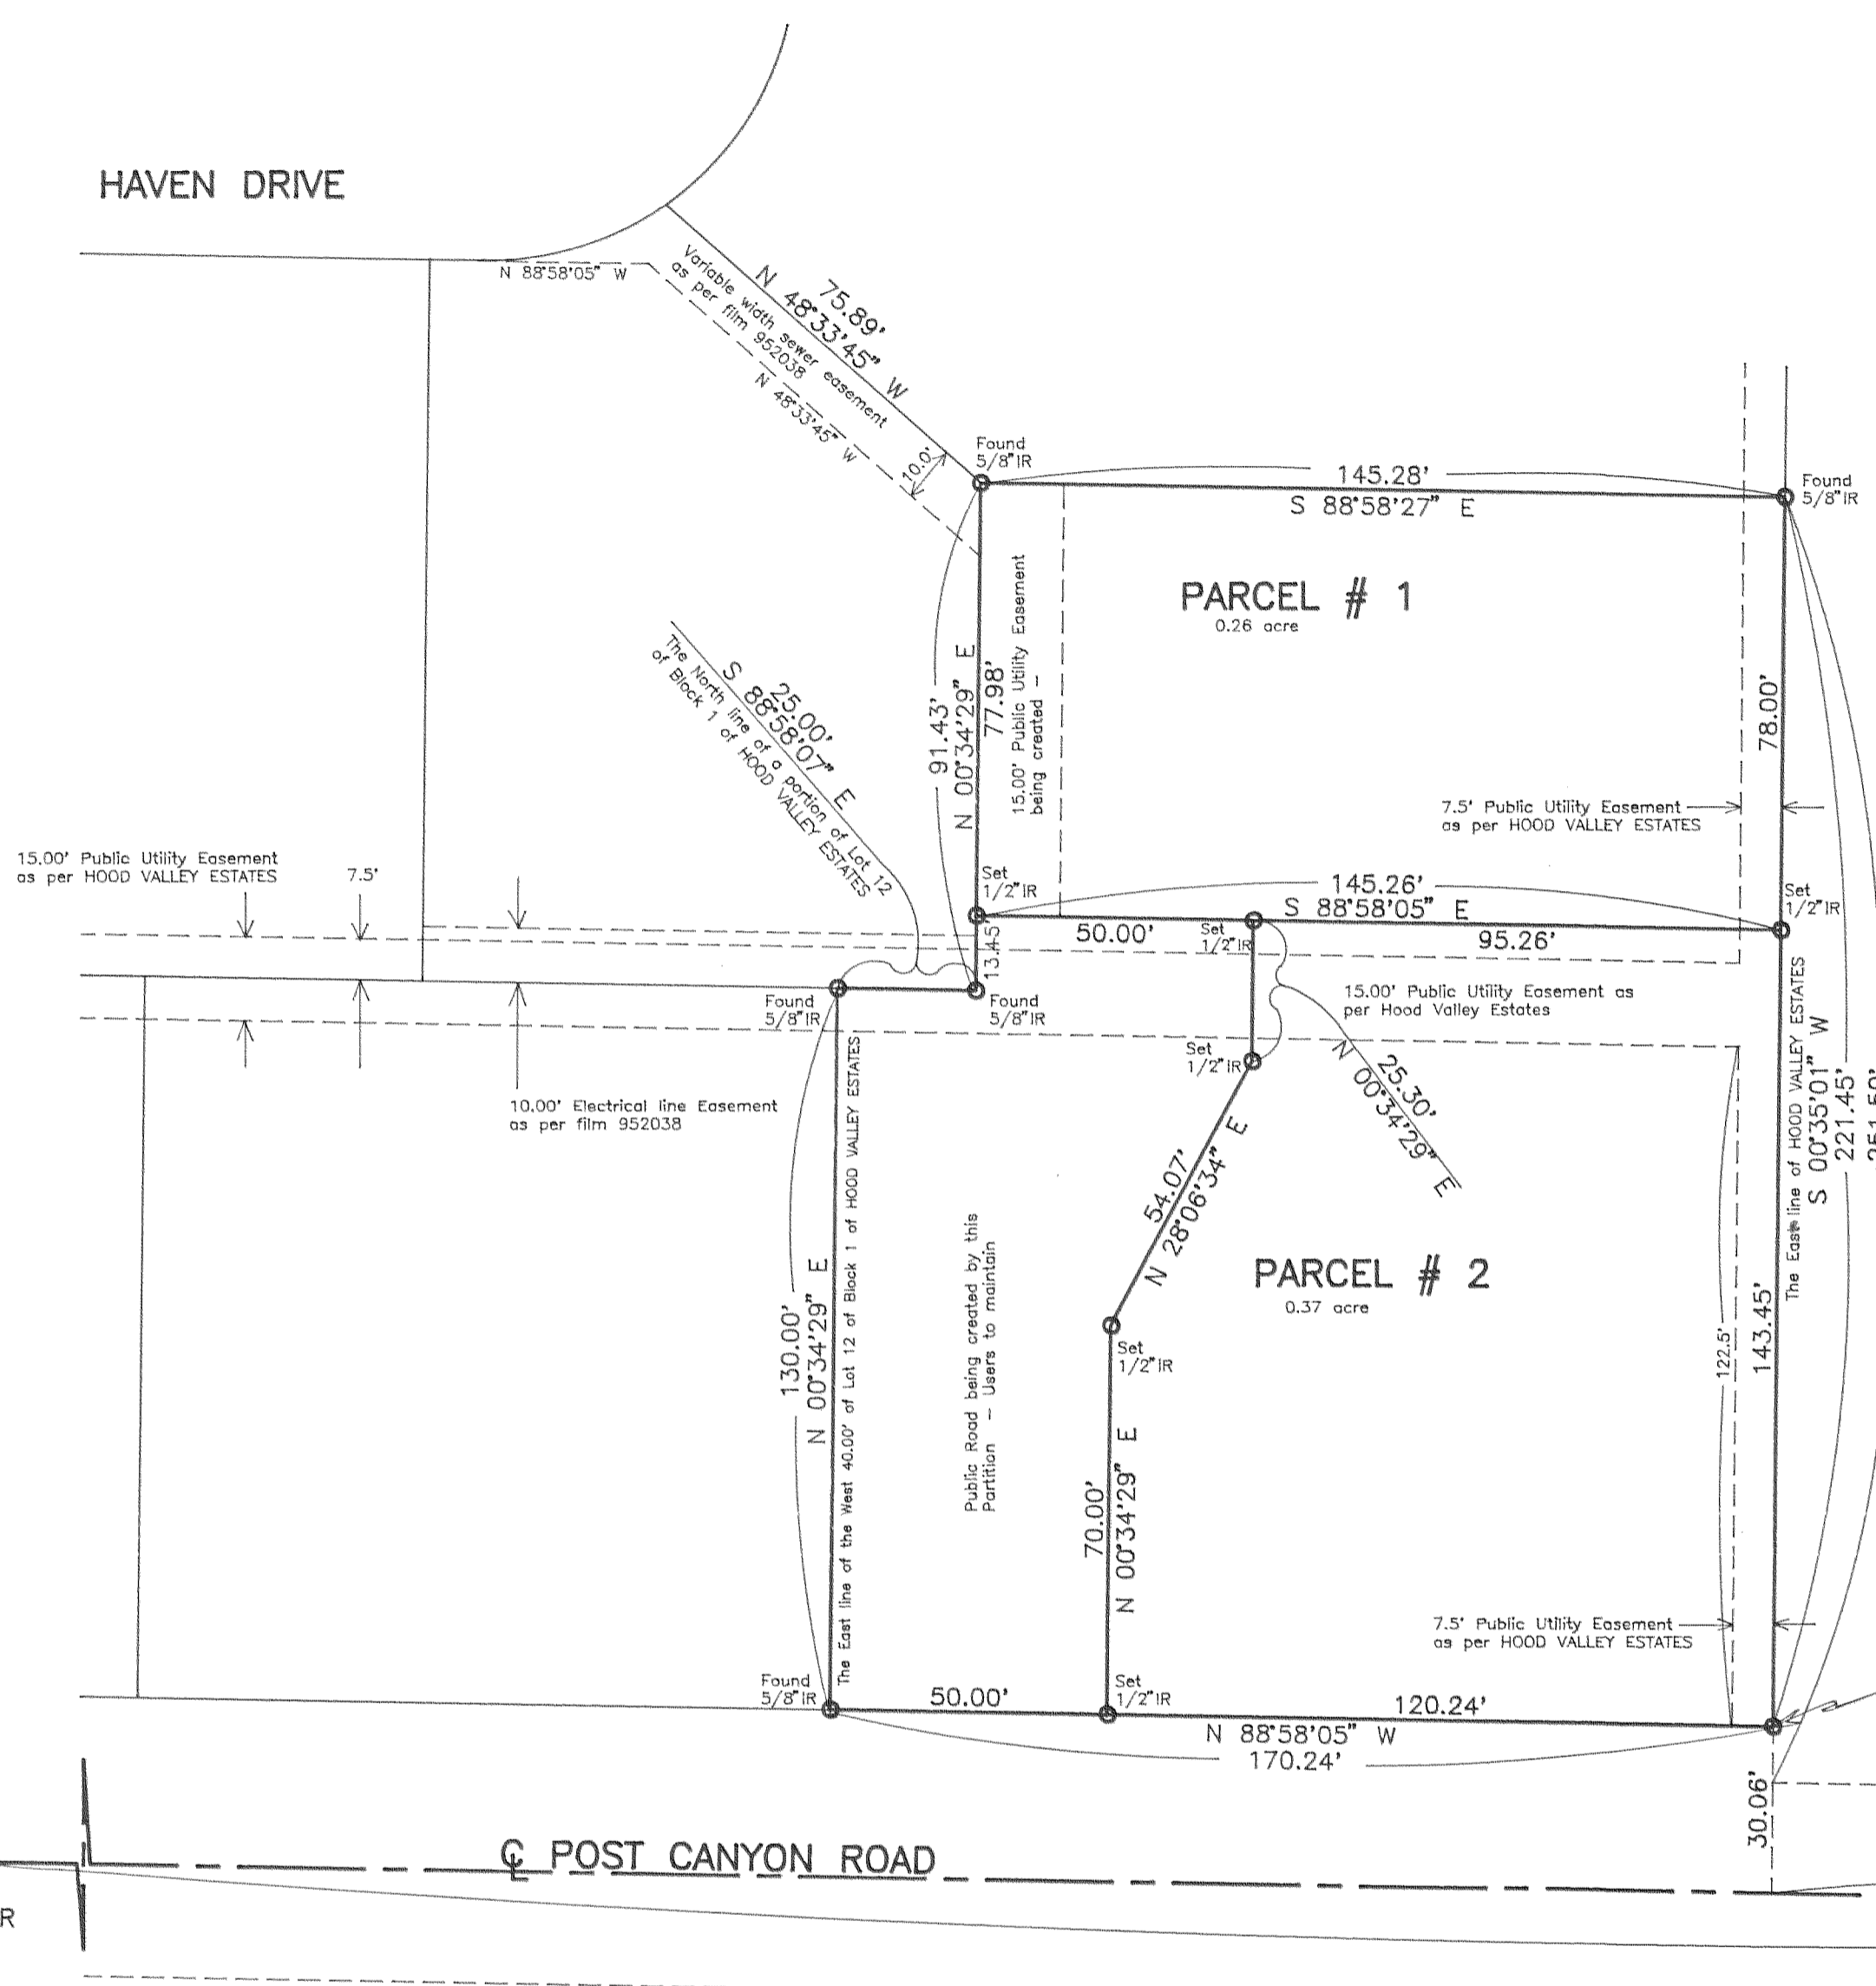 HAVEN DRIVE
N 88°58'05" W
Variable width sewer easement
as per film 952038
75.89'
N 48°33'45" W
N 48°33'45" W
10.0'
Found
5/8"IR
145.28'
S 88°58'27" E
Found
5/8"IR
PARCEL # 1
0.26 acre
91.43'
N 00°34'29" E
77.98'
15.00' Public Utility Easement
being created –
78.00'
25.00'
S 88°58'07" E
The North line of a portion of Lot 12
of Block 1 of HOOD VALLEY ESTATES
7.5' Public Utility Easement
as per HOOD VALLEY ESTATES
15.00' Public Utility Easement
as per HOOD VALLEY ESTATES
7.5'
Set
1/2"IR
145.26'
S 88°58'05" E
Set
1/2"IR
50.00'
Set
1/2"IR
95.26'
13.45'
Found
5/8"IR
Found
5/8"IR
15.00' Public Utility Easement as
per Hood Valley Estates
Set
1/2"IR
25.30'
N 00°34'29" E
10.00' Electrical line Easement
as per film 952038
The East line of HOOD VALLEY ESTATES
S 00°35'01" W
221.45'
54.07'
N 28°06'34" E
PARCEL # 2
0.37 acre
130.00'
N 00°34'29" E
The East line of the West 40.00' of Lot 12 of Block 1 of HOOD VALLEY ESTATES
Public Road being created by this
Partition – Users to maintain
Set
1/2"IR
122.5'
143.45'
70.00'
N 00°34'29" E
7.5' Public Utility Easement
as per HOOD VALLEY ESTATES
Found
5/8"IR
50.00'
Set
1/2"IR
120.24'
N 88°58'05" W
170.24'
30.06'
℄ POST CANYON ROAD
R